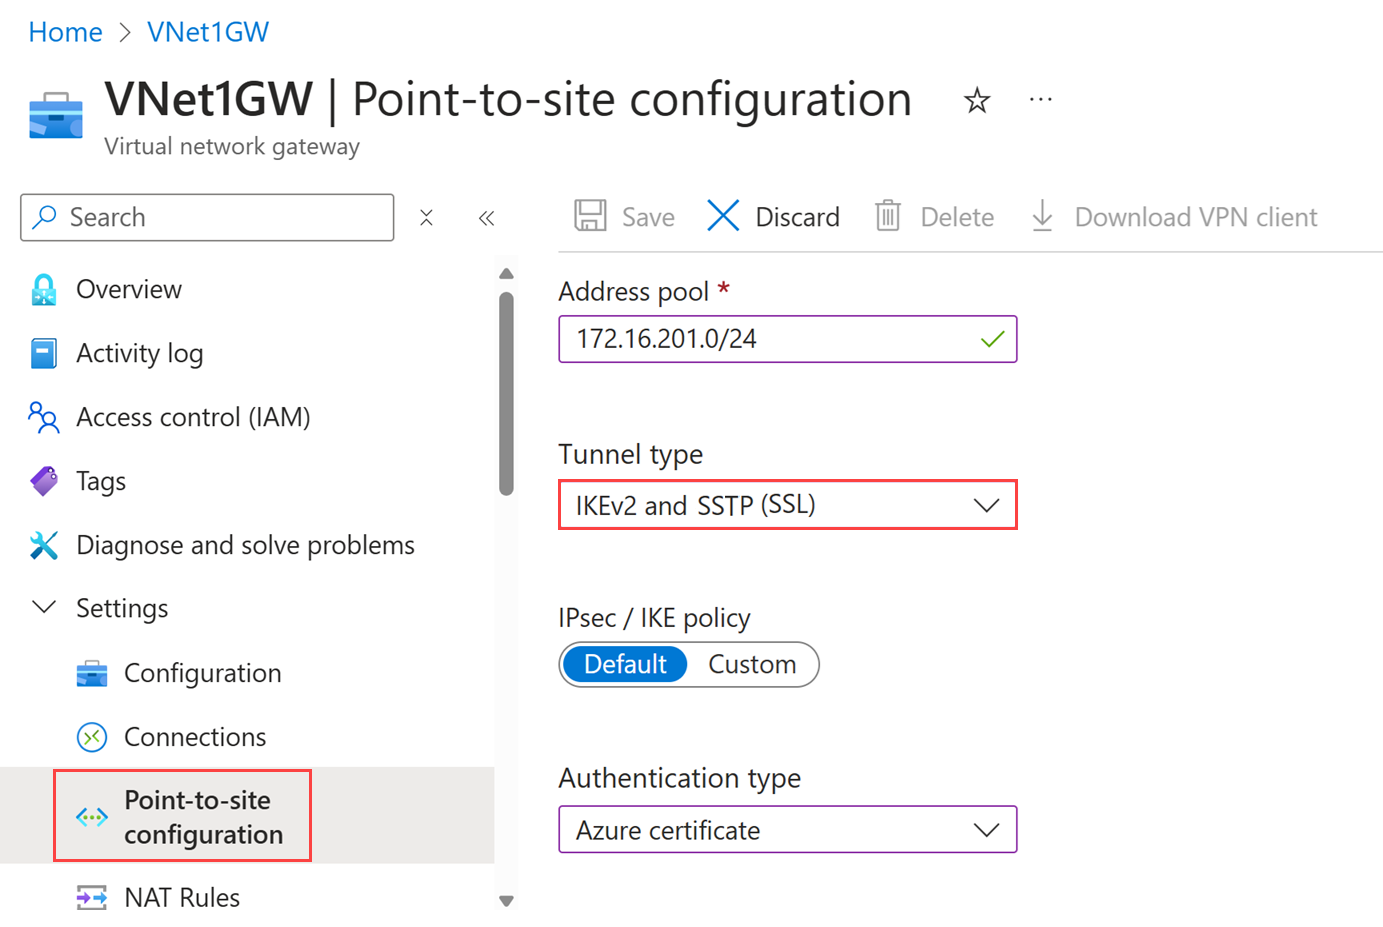 Home > VNet1GW
VNet1GW | Point-to-site configuration
Virtual network gateway
Search
Save
Discard
Delete
Download VPN client
Overview
Activity log
Access control (IAM)
Tags
Diagnose and solve problems
Settings
Configuration
Connections
Point-to-site
configuration
NAT Rules
Address pool *
172.16.201.0/24
Tunnel type
IKEv2 and SSTP (SSL)
IPsec / IKE policy
Default
Custom
Authentication type
Azure certificate